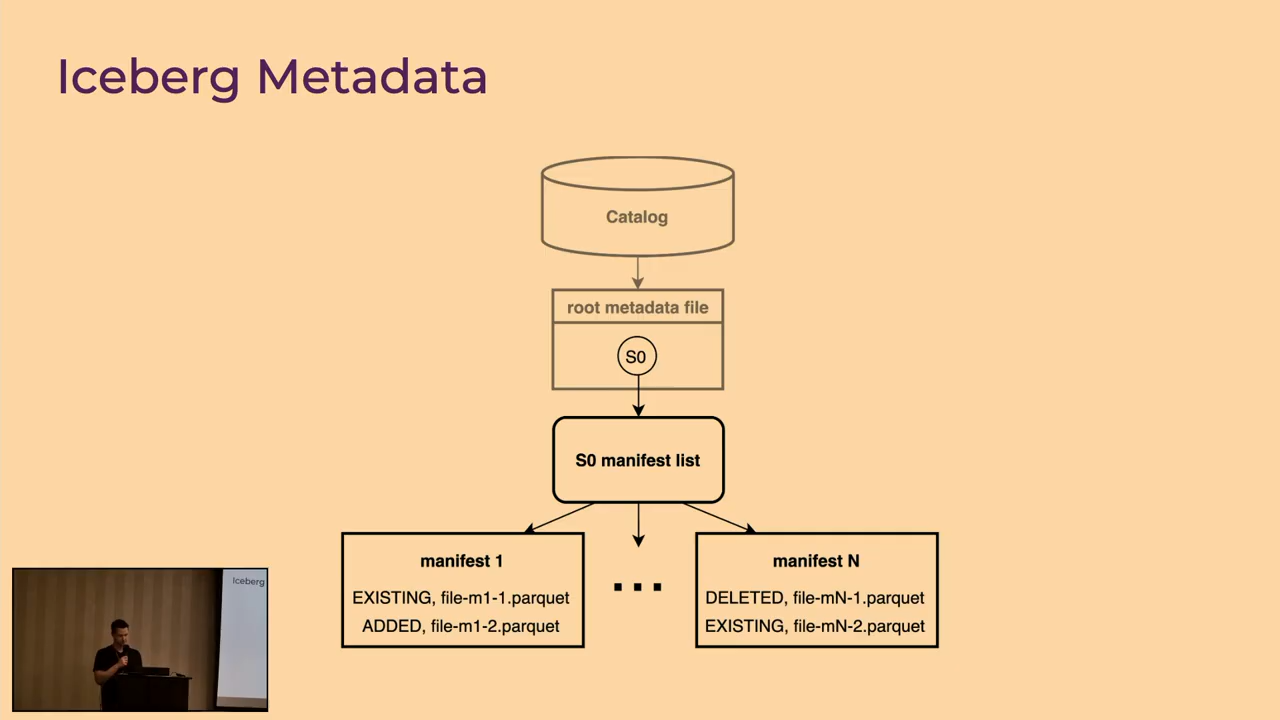 Iceberg Metadata
Catalog
root metadata file
S0
S0 manifest list
manifest 1
EXISTING, file-m1-1.parquet
ADDED, file-m1-2.parquet
manifest N
DELETED, file-mN-1.parquet
EXISTING, file-mN-2.parquet
Iceberg